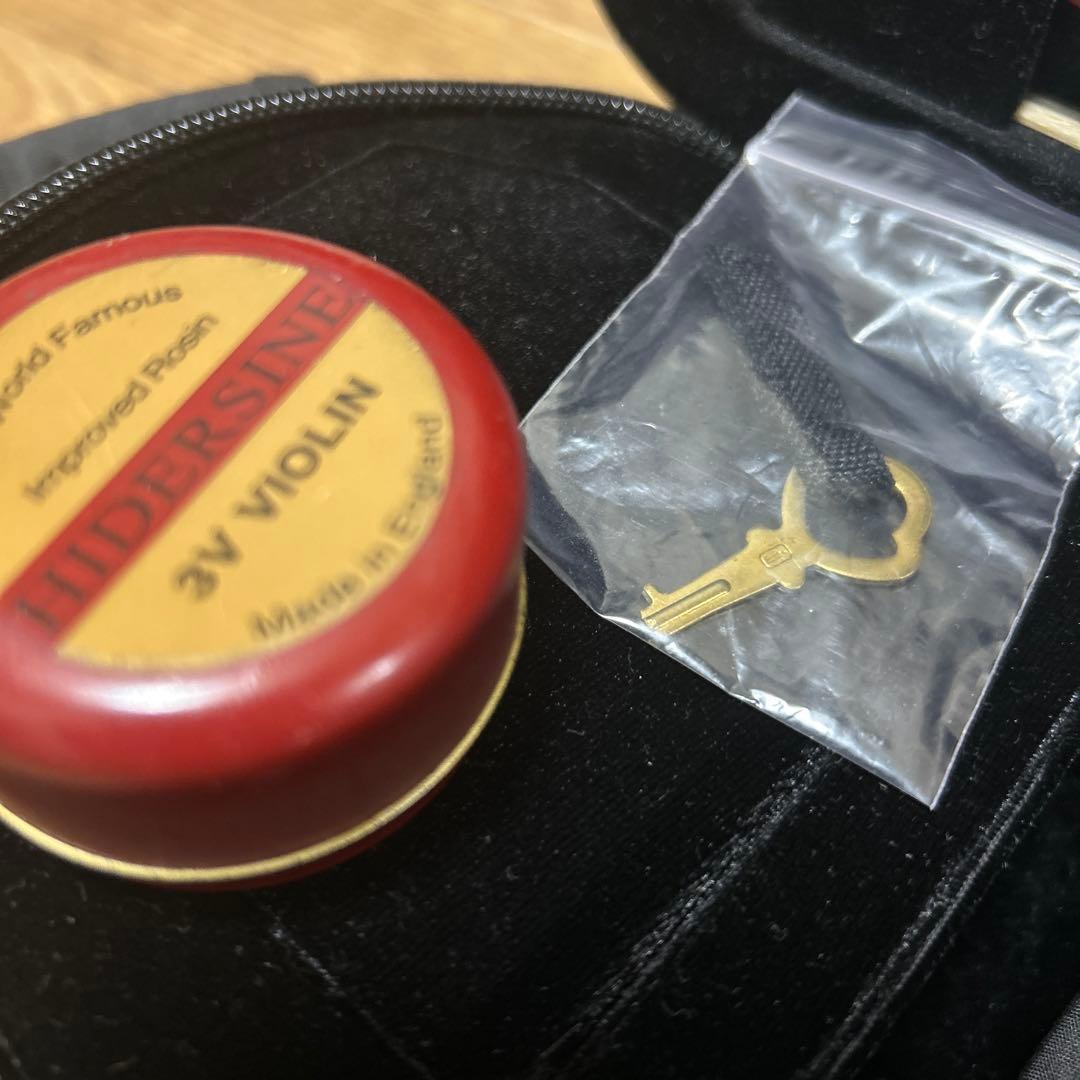 World Famous
Improved Rosin
HIDERSINE
3V VIOLIN
Made in England